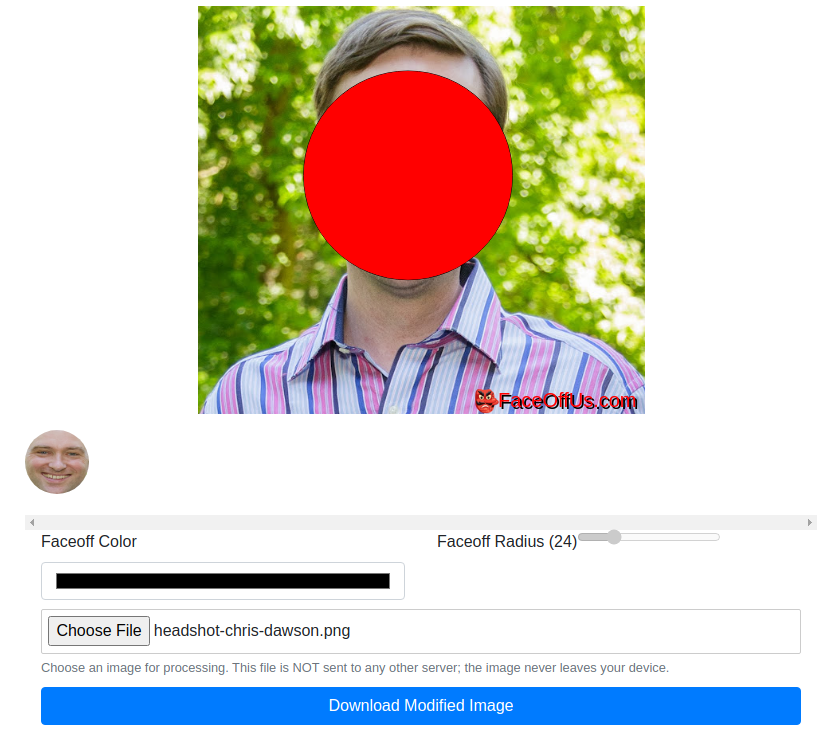 👺FaceOffUs.com
Faceoff Color
Faceoff Radius (24)
Choose File headshot-chris-dawson.png
Choose an image for processing. This file is NOT sent to any other server; the image never leaves your device.
Download Modified Image